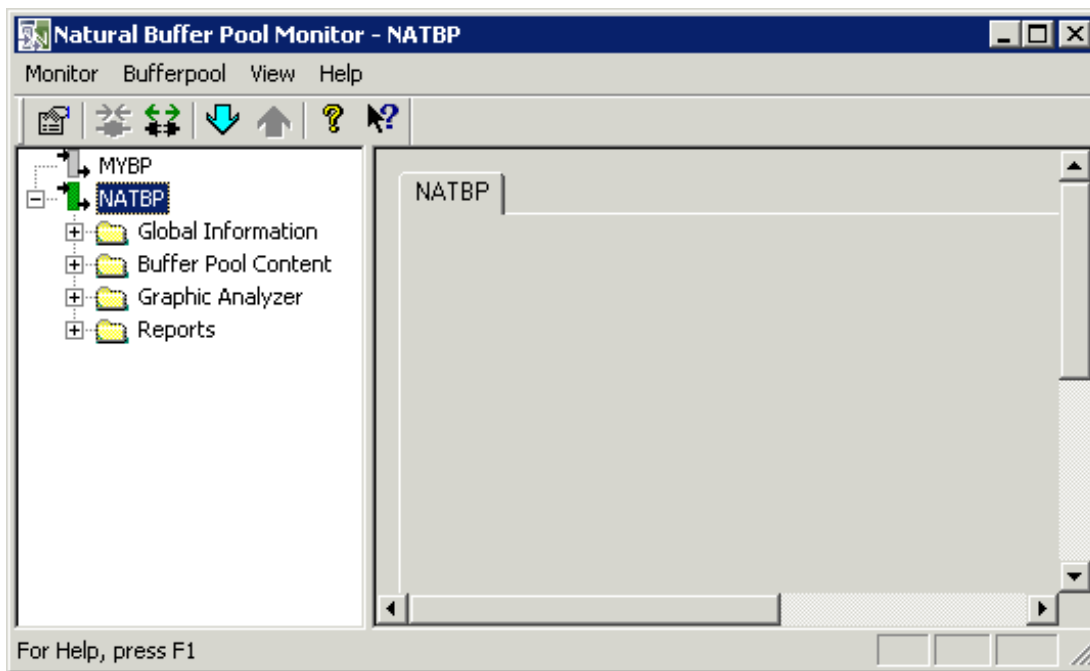 Natural Buffer Pool Monitor - NATBP
Monitor Bufferpool View Help
MYBP
NATBP
Global Information
Buffer Pool Content
Graphic Analyzer
Reports
NATBP
For Help, press F1